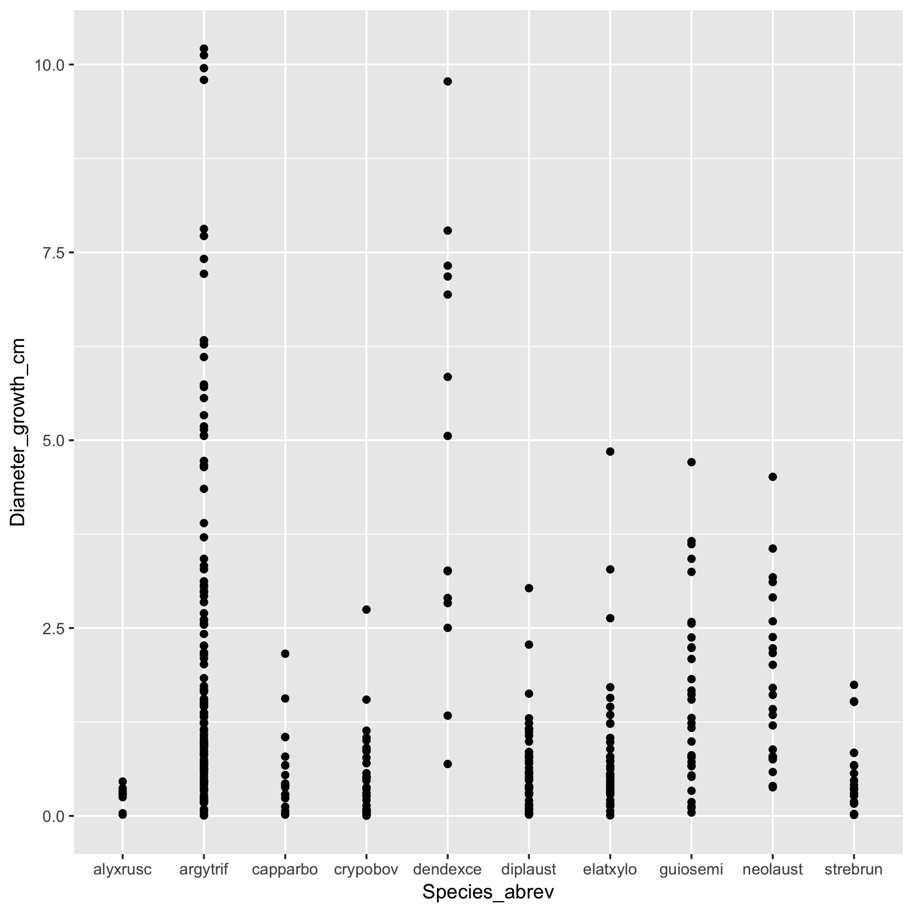 10.0
7.5
5.0
2.5
0.0
Diameter_growth_cm
alyxrusc argytrif capparbo crypobov dendexce diplaust elatxylo guiosemi neolaust strebrun
Species_abrev